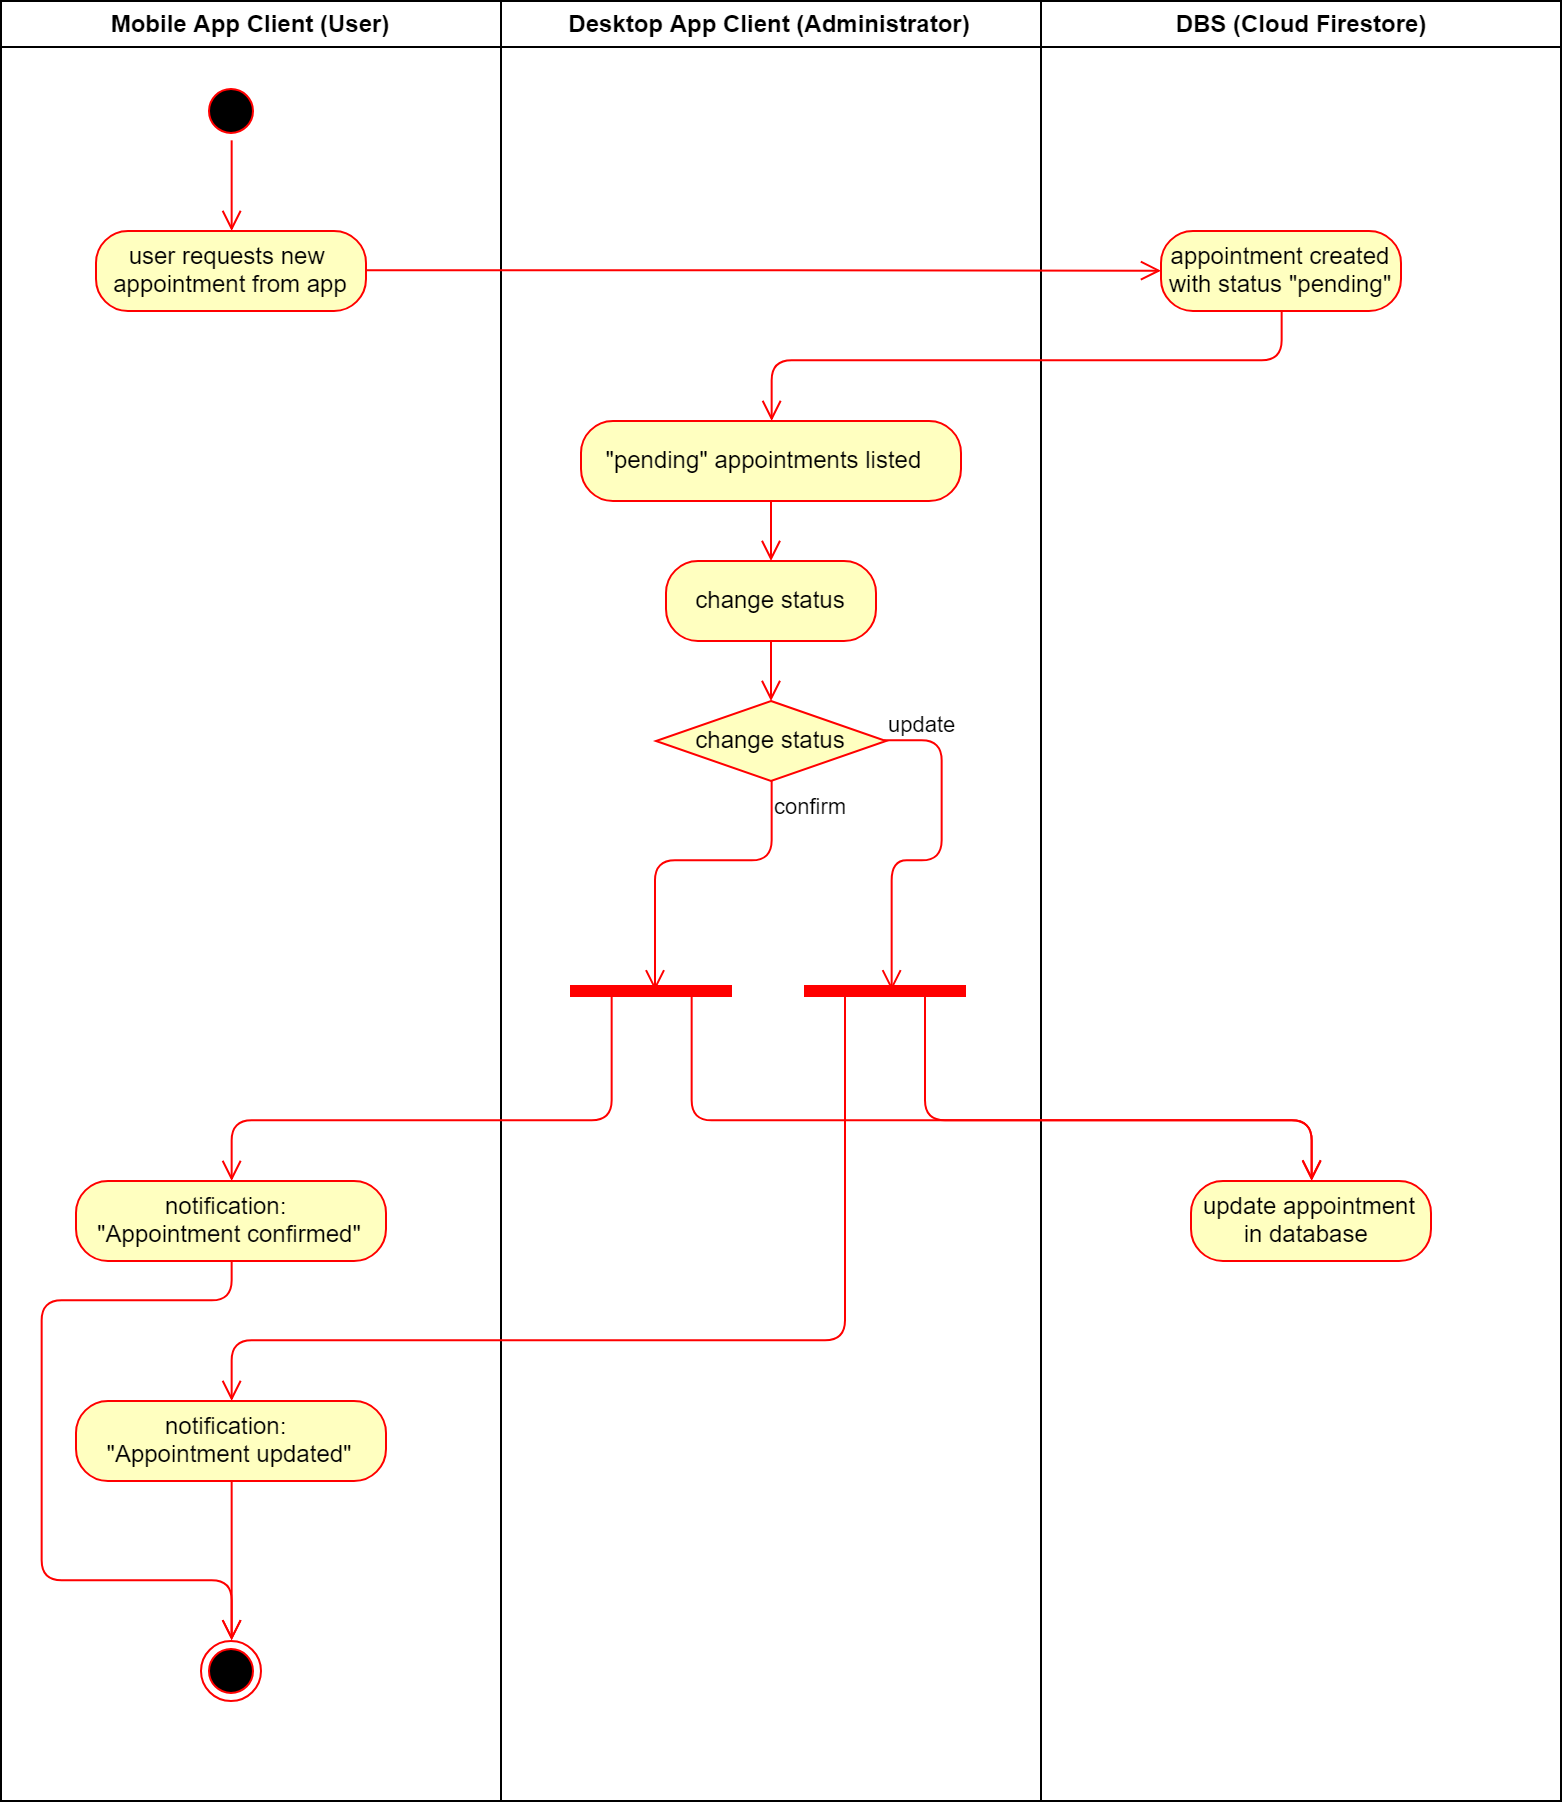 Mobile App Client (User)
Desktop App Client (Administrator)
DBS (Cloud Firestore)
user requests new
appointment from app
appointment created
with status "pending"
"pending" appointments listed
change status
change status
update
confirm
notification:
"Appointment confirmed"
update appointment
in database
notification:
"Appointment updated"